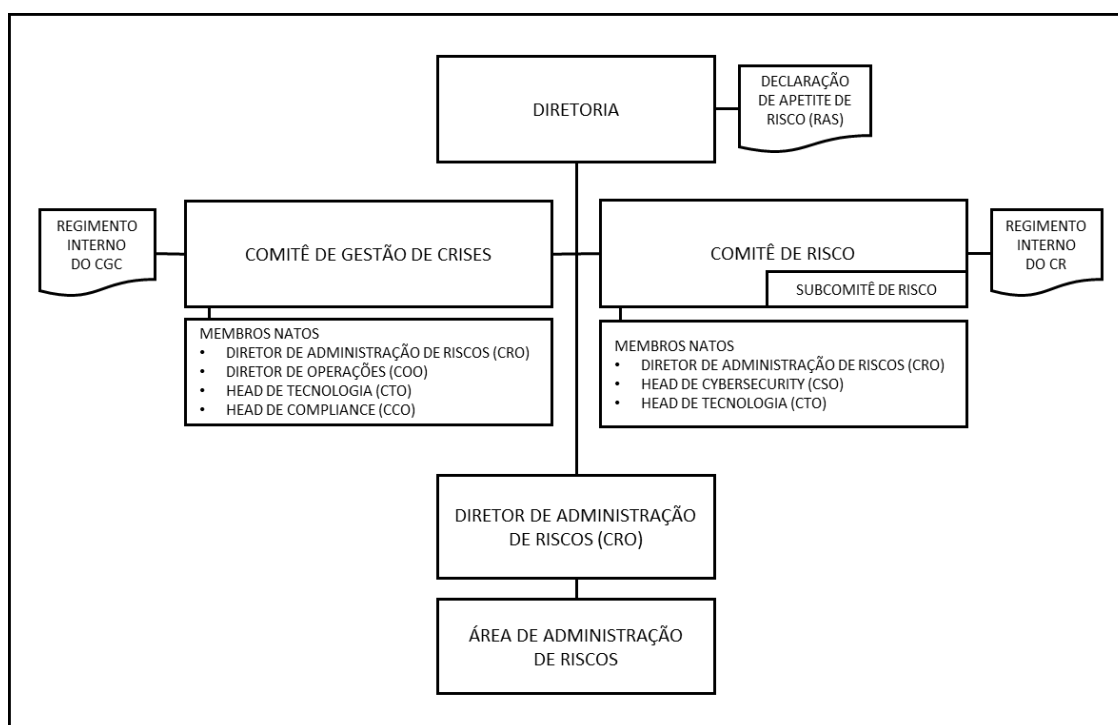 DIRETORIA
DECLARAÇÃO
DE APETITE DE
RISCO (RAS)
REGIMENTO
INTERNO
DO CGC
COMITÊ DE GESTÃO DE CRISES
COMITÊ DE RISCO
SUBCOMITÊ DE RISCO
REGIMENTO
INTERNO
DO CR
MEMBROS NATOS
• DIRETOR DE ADMINISTRAÇÃO DE RISCOS (CRO)
• DIRETOR DE OPERAÇÕES (COO)
• HEAD DE TECNOLOGIA (CTO)
• HEAD DE COMPLIANCE (CCO)
MEMBROS NATOS
• DIRETOR DE ADMINISTRAÇÃO DE RISCOS (CRO)
• HEAD DE CYBERSECURITY (CSO)
• HEAD DE TECNOLOGIA (CTO)
DIRETOR DE ADMINISTRAÇÃO
DE RISCOS (CRO)
ÁREA DE ADMINISTRAÇÃO
DE RISCOS